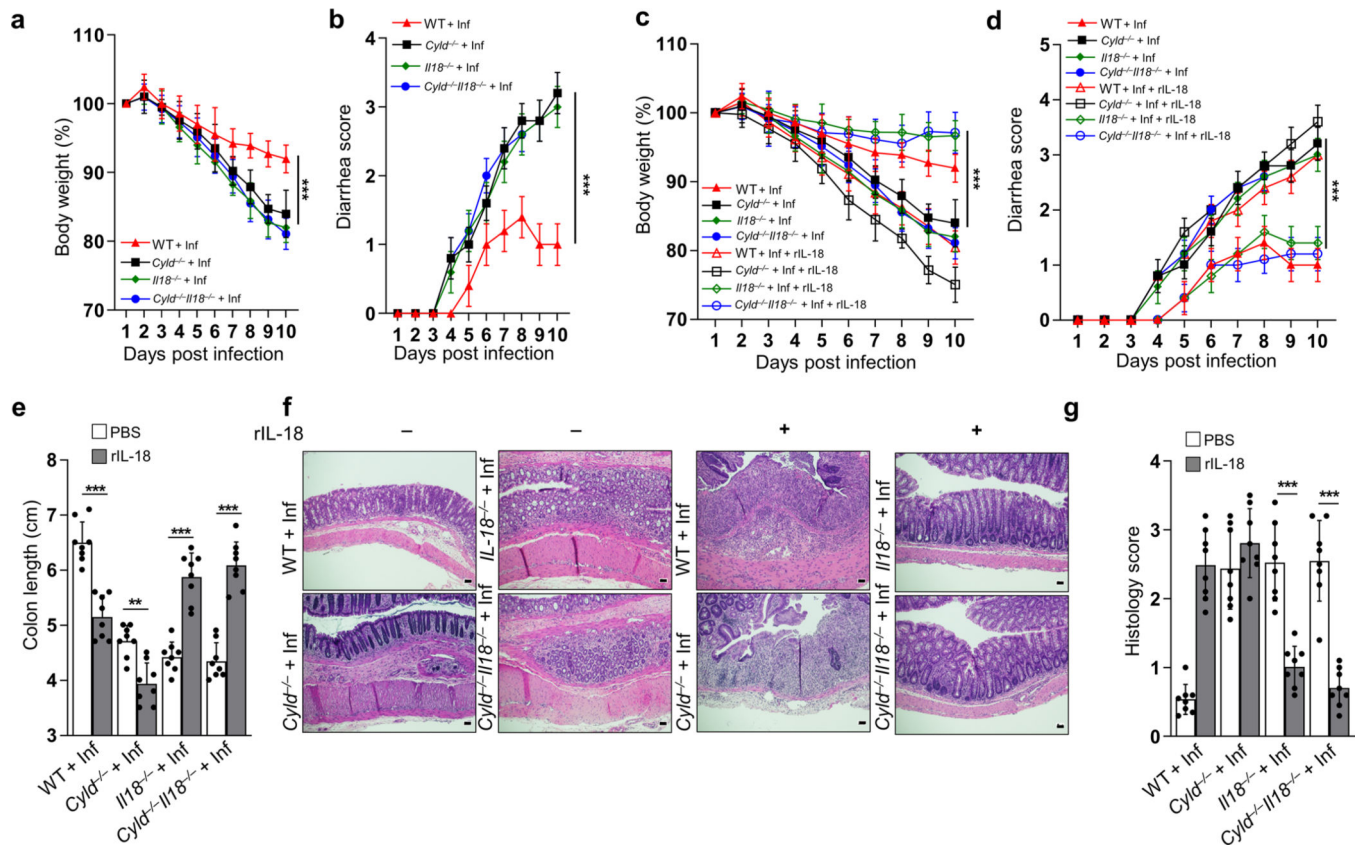 a
Body weight (%)
100
90
80
70
WT + Inf
Cyld–/– + Inf
Il18–/– + Inf
Cyld–/–Il18–/– + Inf
***
1 2 3 4 5 6 7 8 9 10
Days post infection
b
WT + Inf
Cyld–/– + Inf
Il18–/– + Inf
Cyld–/–Il18–/– + Inf
Diarrhea score
3
2
1
0
***
1 2 3 4 5 6 7 8 9 10
Days post infection
c
Body weight (%)
110
100
90
80
70
WT + Inf
Cyld–/– + Inf
Il18–/– + Inf
Cyld–/–Il18–/– + Inf
WT + Inf + rIL-18
Cyld–/– + Inf + rIL-18
Il18–/– + Inf + rIL-18
Cyld–/–Il18–/– + Inf + rIL-18
***
1 2 3 4 5 6 7 8 9 10
Days post infection
d
WT + Inf
Cyld–/– + Inf
Il18–/– + Inf
Cyld–/–Il18–/– + Inf
WT + Inf + rIL-18
Cyld–/– + Inf + rIL-18
Il18–/– + Inf + rIL-18
Cyld–/–Il18–/– + Inf + rIL-18
Diarrhea score
5
4
3
2
1
0
***
1 2 3 4 5 6 7 8 9 10
Days post infection
e
PBS
rIL-18
Colon length (cm)
8
7
6
5
4
3
***
**
***
***
WT + Inf
Cyld–/– + Inf
Il18–/– + Inf
Cyld–/–Il18–/– + Inf
f
rIL-18 – – + +
WT + Inf
IL-18–/– + Inf
WT + Inf
Il18–/– + Inf
Cyld–/– + Inf
Cyld–/–Il18–/– + Inf
Cyld–/– + Inf
Cyld–/–Il18–/– + Inf
g
PBS
rIL-18
Histology score
4
3
2
1
0
***
***
WT + Inf
Cyld–/– + Inf
Il18–/– + Inf
Cyld–/–Il18–/– + Inf